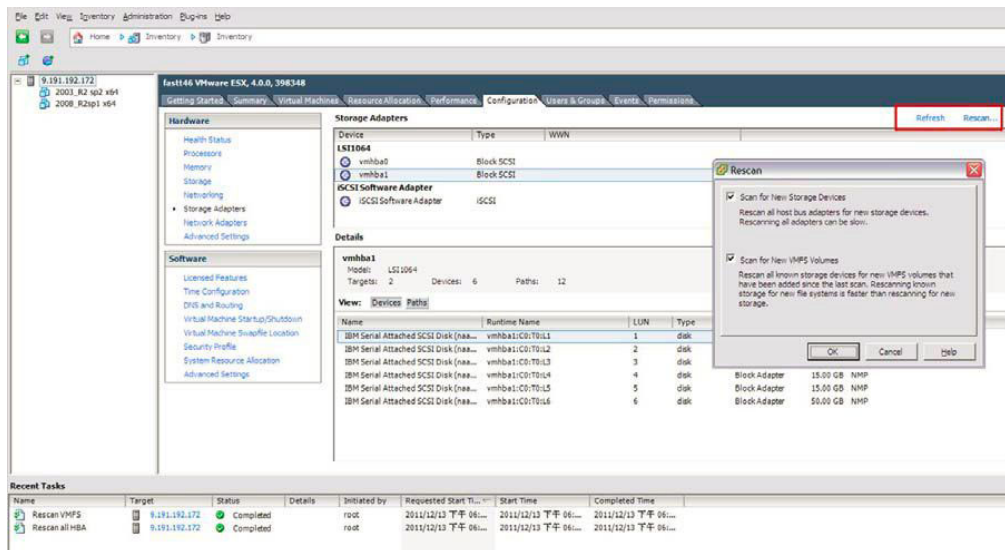 File Edit View Inventory Administration Plug-ins Help
Home Inventory Inventory
9.191.192.172
2003_R2 sp2 x64
2008_R2sp1 x64
fastt46 VMware ESX, 4.0.0, 398348
Getting Started Summary Virtual Machines Resource Allocation Performance Configuration Users & Groups Events Permissions
Hardware
Health Status
Processors
Memory
Storage
Networking
Storage Adapters
Network Adapters
Advanced Settings
Software
Licensed Features
Time Configuration
DNS and Routing
Virtual Machine Startup/Shutdown
Virtual Machine Swapfile Location
Security Profile
System Resource Allocation
Advanced Settings
Storage Adapters Refresh Rescan...
Device Type WWN
LSI1064
vmhba0 Block SCSI
vmhba1 Block SCSI
iSCSI Software Adapter
iSCSI Software Adapter iSCSI
Details
vmhba1
Model: LSI1064
Targets: 2 Devices: 6 Paths: 12
View: Devices Paths
Name Runtime Name LUN Type
IBM Serial Attached SCSI Disk (naa... vmhba1:C0:T0:L1 1 disk
IBM Serial Attached SCSI Disk (naa... vmhba1:C0:T0:L2 2 disk
IBM Serial Attached SCSI Disk (naa... vmhba1:C0:T0:L3 3 disk
IBM Serial Attached SCSI Disk (naa... vmhba1:C0:T0:L4 4 disk Block Adapter 15.00 GB NMP
IBM Serial Attached SCSI Disk (naa... vmhba1:C0:T0:L5 5 disk Block Adapter 15.00 GB NMP
IBM Serial Attached SCSI Disk (naa... vmhba1:C0:T0:L6 6 disk Block Adapter 50.00 GB NMP
Rescan
Scan for New Storage Devices
Rescan all host bus adapters for new storage devices.
Rescanning all adapters can be slow.
Scan for New VMFS Volumes
Rescan all known storage devices for new VMFS volumes that
have been added since the last scan. Rescanning known
storage for new file systems is faster than rescanning for new
storage.
OK Cancel Help
Recent Tasks
Name Target Status Details Initiated by Requested Start Ti... Start Time Completed Time
Rescan VMFS 9.191.192.172 Completed root 2011/12/13 下午 06:... 2011/12/13 下午 06:... 2011/12/13 下午 06:...
Rescan all HBA 9.191.192.172 Completed root 2011/12/13 下午 06:... 2011/12/13 下午 06:... 2011/12/13 下午 06:...